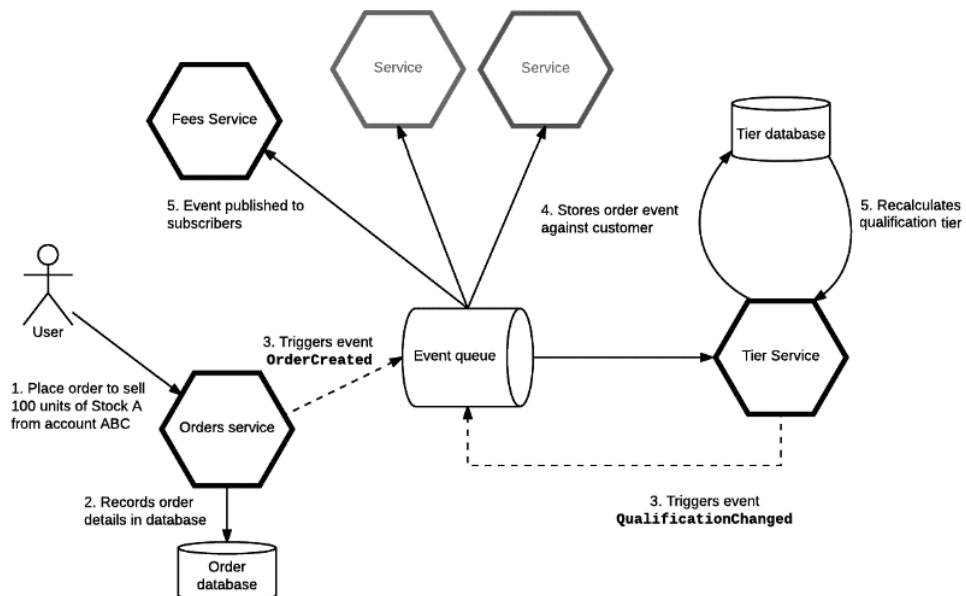 Service
Service
Fees Service
Tier database
5. Event published to
subscribers
4. Stores order event
against customer
5. Recalculates
qualification tier
User
3. Triggers event
OrderCreated
Event queue
Tier Service
1. Place order to sell
100 units of Stock A
from account ABC
Orders service
2. Records order
details in database
3. Triggers event
QualificationChanged
Order
database